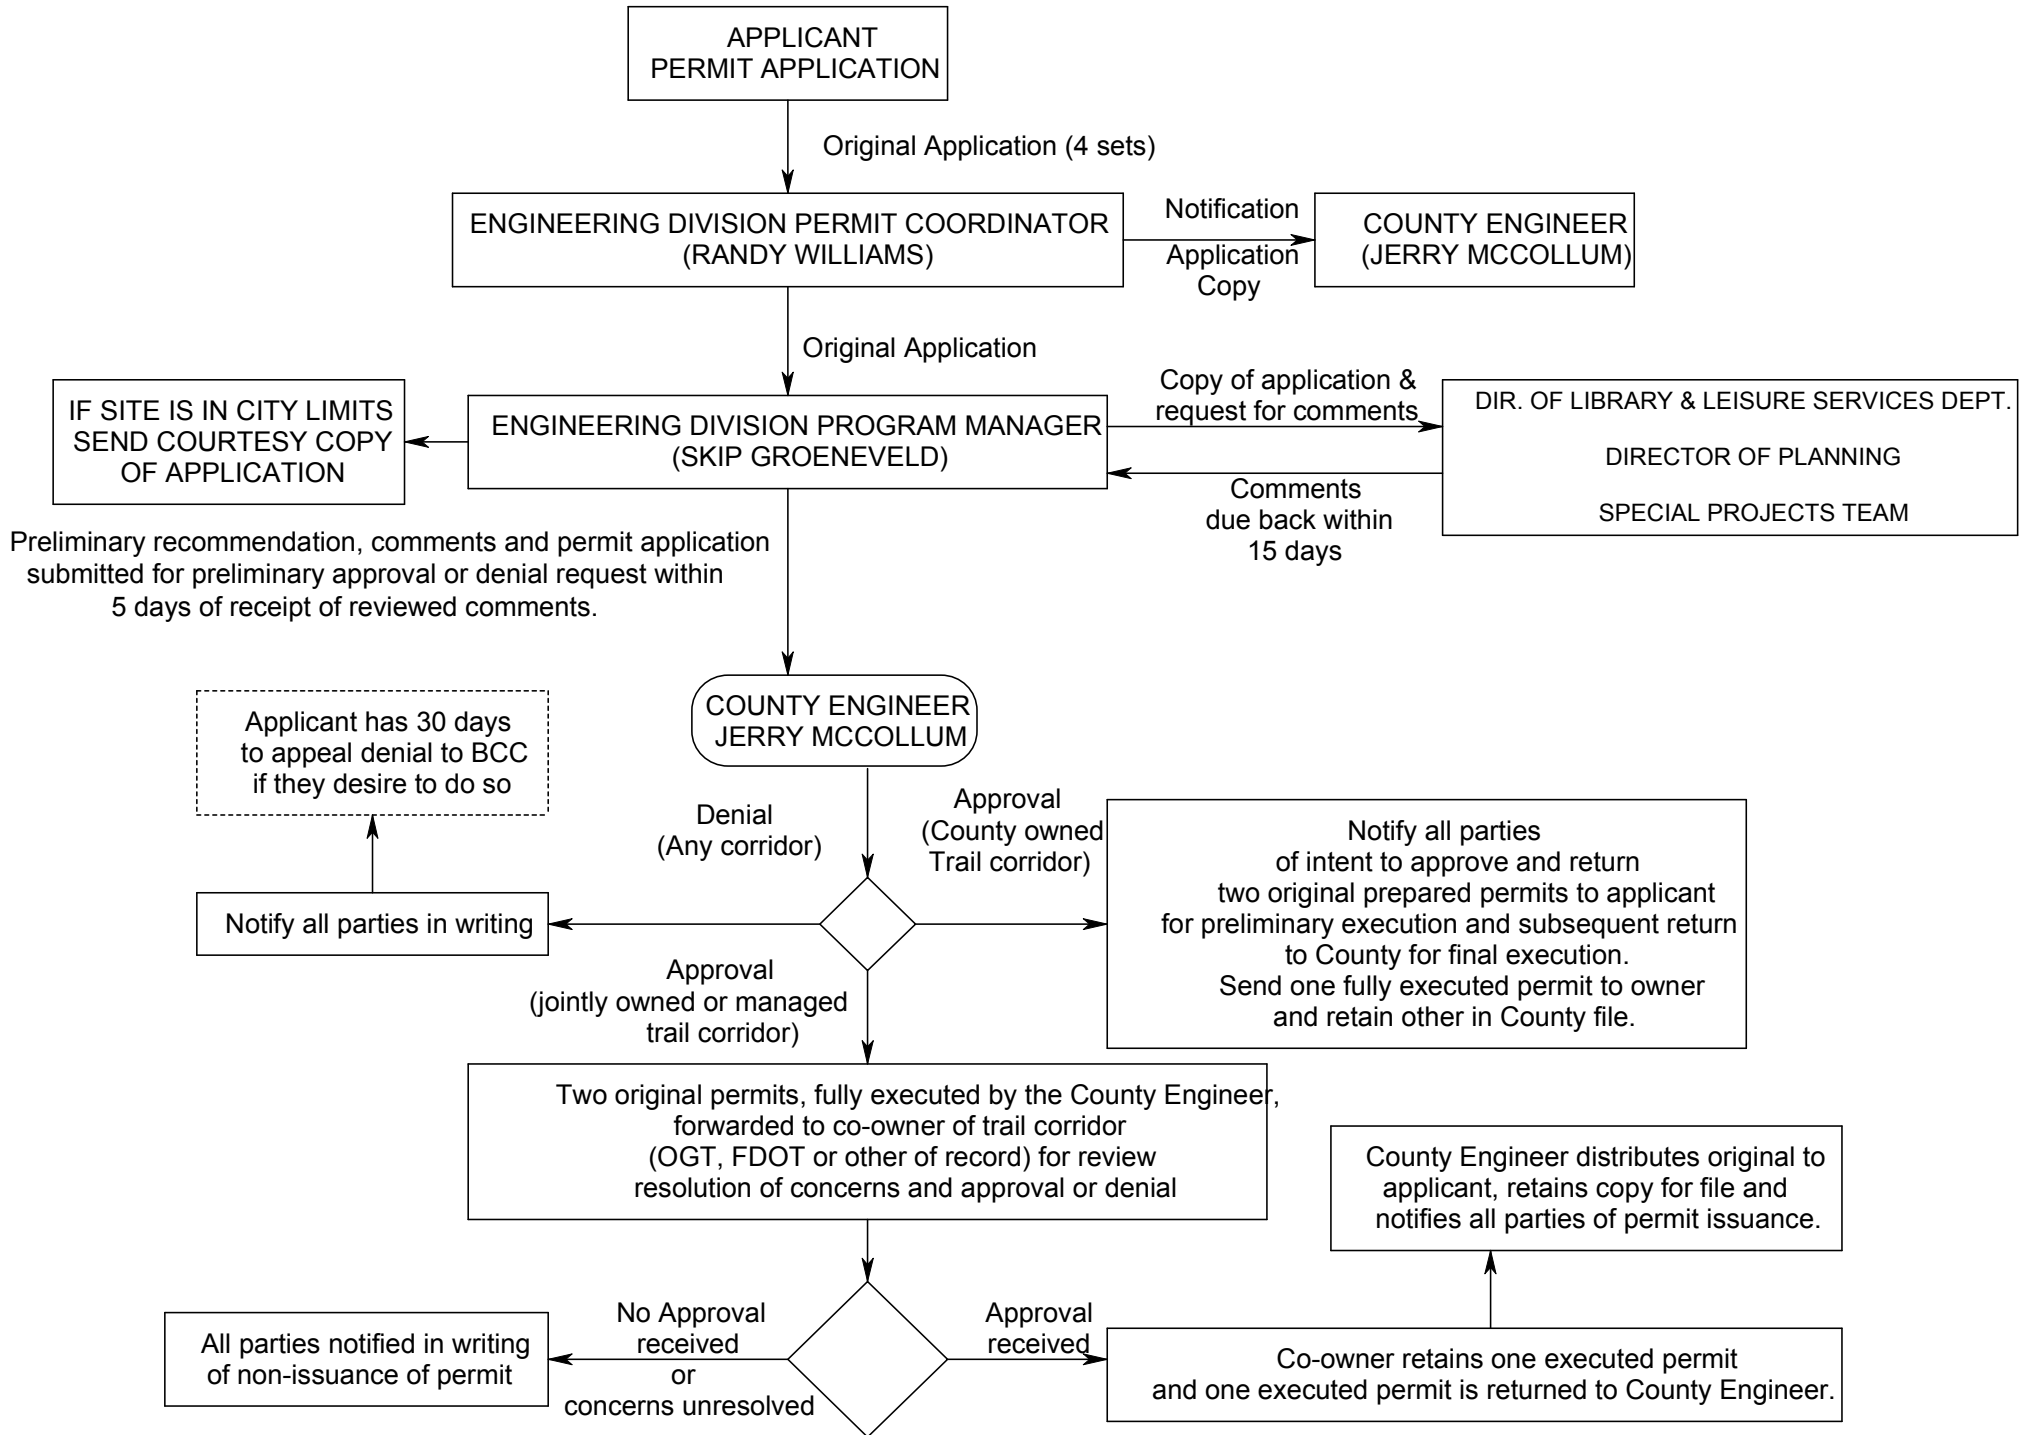 APPLICANT
PERMIT APPLICATION
Original Application (4 sets)
ENGINEERING DIVISION PERMIT COORDINATOR
(RANDY WILLIAMS)
Notification
Application
Copy
COUNTY ENGINEER
(JERRY MCCOLLUM)
Original Application
IF SITE IS IN CITY LIMITS
SEND COURTESY COPY
OF APPLICATION
ENGINEERING DIVISION PROGRAM MANAGER
(SKIP GROENEVELD)
Copy of application &
request for comments
DIR. OF LIBRARY & LEISURE SERVICES DEPT.
DIRECTOR OF PLANNING
SPECIAL PROJECTS TEAM
Comments
due back within
15 days
Preliminary recommendation, comments and permit application
submitted for preliminary approval or denial request within
5 days of receipt of reviewed comments.
COUNTY ENGINEER
JERRY MCCOLLUM
Applicant has 30 days
to appeal denial to BCC
if they desire to do so
Denial
(Any corridor)
Approval
(County owned
Trail corridor)
Notify all parties
of intent to approve and return
two original prepared permits to applicant
for preliminary execution and subsequent return
to County for final execution.
Send one fully executed permit to owner
and retain other in County file.
Notify all parties in writing
Approval
(jointly owned or managed
trail corridor)
Two original permits, fully executed by the County Engineer,
forwarded to co-owner of trail corridor
(OGT, FDOT or other of record) for review
resolution of concerns and approval or denial
County Engineer distributes original to
applicant, retains copy for file and
notifies all parties of permit issuance.
All parties notified in writing
of non-issuance of permit
No Approval
received
or
concerns unresolved
Approval
received
Co-owner retains one executed permit
and one executed permit is returned to County Engineer.